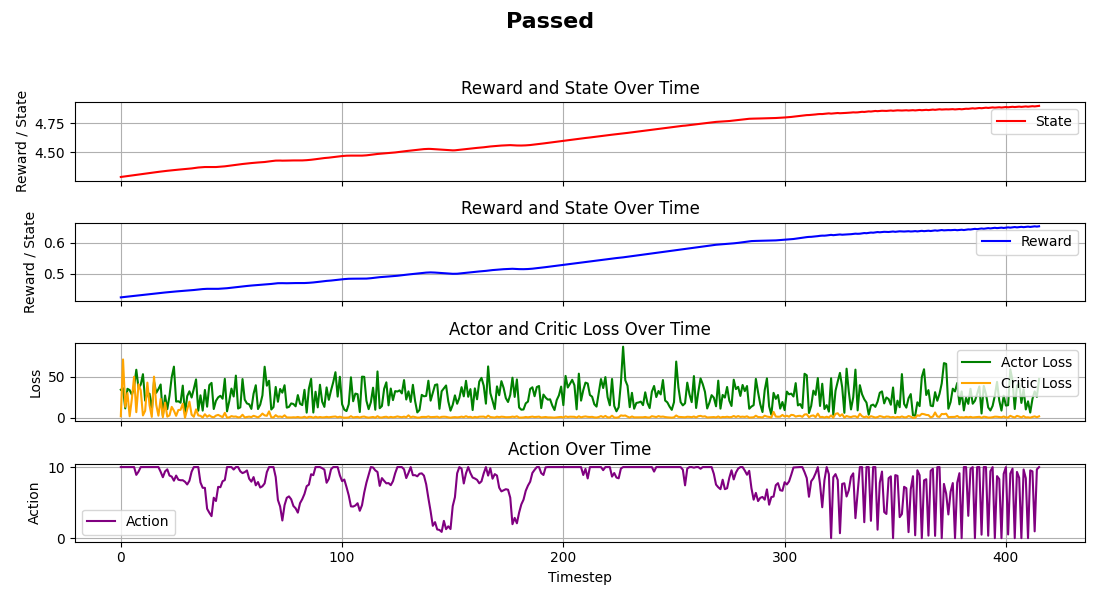 Passed
Reward and State Over Time
Reward / State
4.75
4.50
State
Reward and State Over Time
Reward / State
0.6
0.5
Reward
Actor and Critic Loss Over Time
Loss
50
0
Actor Loss
Critic Loss
Action Over Time
Action
10
0
Action
0 100 200 300 400
Timestep